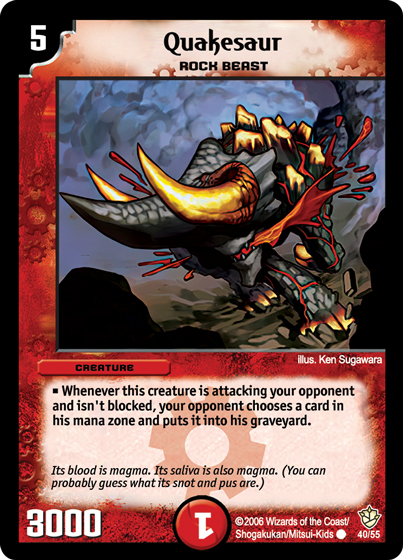 5
Quakesaur
ROCK BEAST
illus. Ken Sugawara
CREATURE
▪ Whenever this creature is attacking your opponent
and isn't blocked, your opponent chooses a card in
his mana zone and puts it into his graveyard.
Its blood is magma. Its saliva is also magma. (You can
probably guess what its snot and pus are.)
3000
1
©2006 Wizards of the Coast/
Shogakukan/Mitsui-Kids ● 40/55